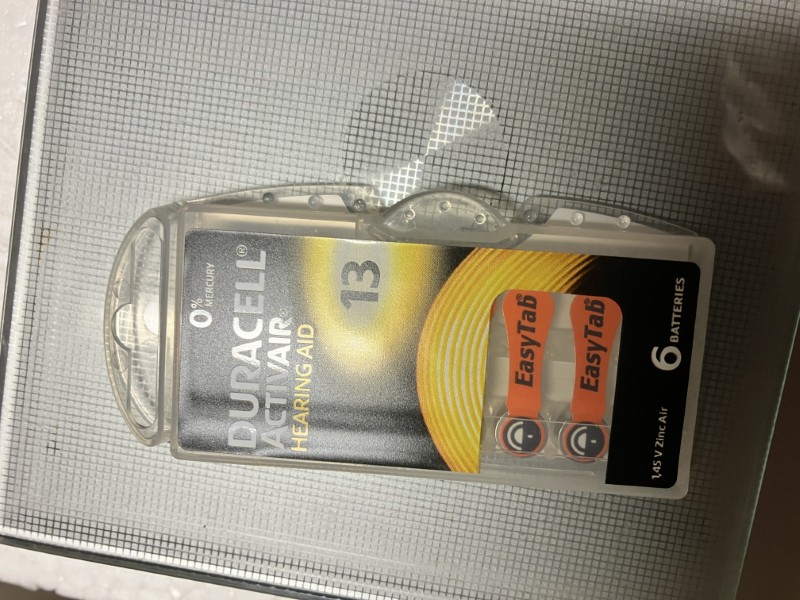 0% MERCURY
DURACELL®
ACTIVAIR
HEARING AID
13
EasyTab®
EasyTab®
1,45 V Zinc Air
6 BATTERIES